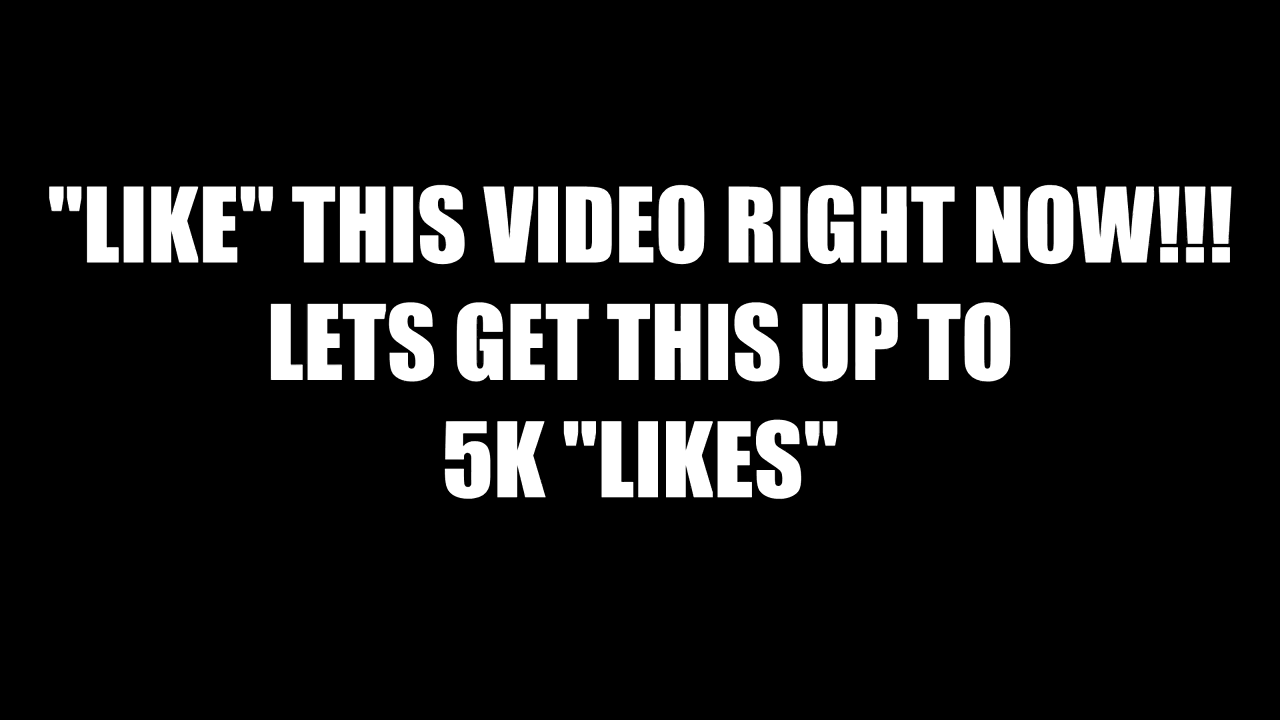 "LIKE" THIS VIDEO RIGHT NOW!!!
LETS GET THIS UP TO
5K "LIKES"